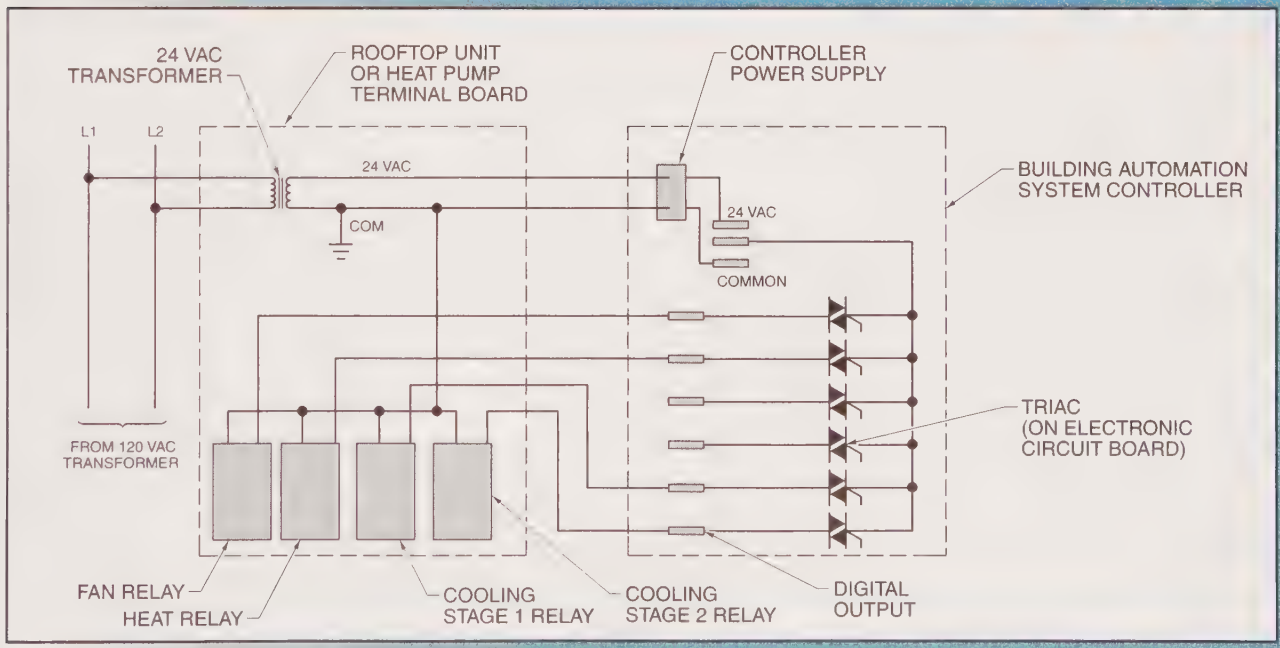 24 VAC
TRANSFORMER
ROOFTOP UNIT
OR HEAT PUMP
TERMINAL BOARD
CONTROLLER
POWER SUPPLY
L1
L2
24 VAC
BUILDING AUTOMATION
SYSTEM CONTROLLER
24 VAC
COM
COMMON
TRIAC
(ON ELECTRONIC
CIRCUIT BOARD)
FROM 120 VAC
TRANSFORMER
FAN RELAY
HEAT RELAY
COOLING
STAGE 1 RELAY
COOLING
STAGE 2 RELAY
DIGITAL
OUTPUT